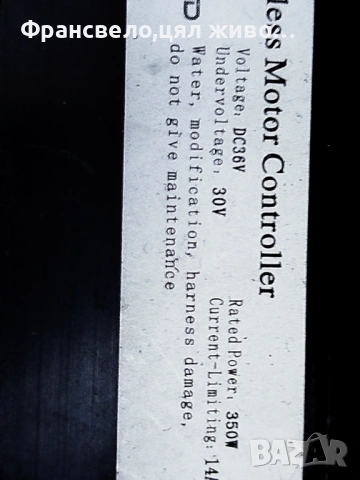 Франсвело,цял живот...
less Motor Controller
Voltage: DC36V Rated Power: 350W
Undervoltage: 30V Current-Limiting: 14
Water, modification, harness damage,
do not give maintenance
BAZAR